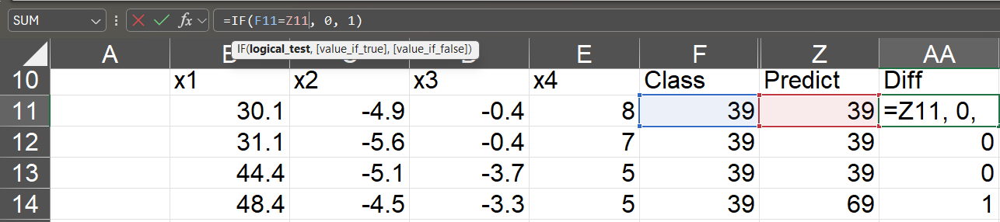 SUM fx =IF(F11=Z11, 0, 1)
IF(logical_test, [value_if_true], [value_if_false])
A E F Z AA
10 x1 x2 x3 x4 Class Predict Diff
11 30.1 -4.9 -0.4 8 39 39 =Z11, 0,
12 31.1 -5.6 -0.4 7 39 39 0
13 44.4 -5.1 -3.7 5 39 39 0
14 48.4 -4.5 -3.3 5 39 69 1